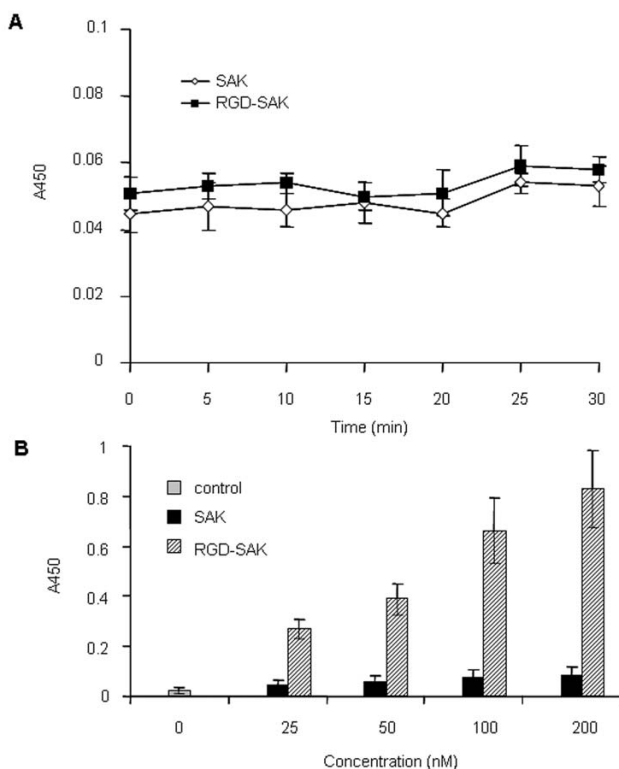 A
0.1
0.08
0.06
0.04
0.02
0
A450
SAK
RGD-SAK
0 5 10 15 20 25 30
Time (min)
B
1
0.8
0.6
0.4
0.2
0
A450
control
SAK
RGD-SAK
0 25 50 100 200
Concentration (nM)